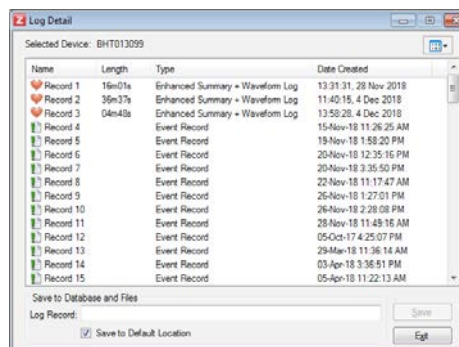 Log Detail
Selected Device: BHT013099
Name Length Type Date Created
Record 1 16m01s Enhanced Summary + Waveform Log 13:31:31, 28 Nov 2018
Record 2 36m37s Enhanced Summary + Waveform Log 11:40:15, 4 Dec 2018
Record 3 04m48s Enhanced Summary + Waveform Log 13:58:28, 4 Dec 2018
Record 4 Event Record 15-Nov-18 11:26:25 AM
Record 5 Event Record 19-Nov-18 1:58:20 PM
Record 6 Event Record 20-Nov-18 12:35:16 PM
Record 7 Event Record 20-Nov-18 3:35:50 PM
Record 8 Event Record 22-Nov-18 11:17:47 AM
Record 9 Event Record 26-Nov-18 1:27:01 PM
Record 10 Event Record 26-Nov-18 2:28:08 PM
Record 11 Event Record 28-Nov-18 11:49:16 AM
Record 12 Event Record 05-Oct-17 4:25:07 PM
Record 13 Event Record 29-Mar-18 11:36:14 AM
Record 14 Event Record 03-Apr-18 3:36:51 PM
Record 15 Event Record 05-Apr-18 11:22:13 AM
Save to Database and Files
Log Record:
Save
Save to Default Location
Exit